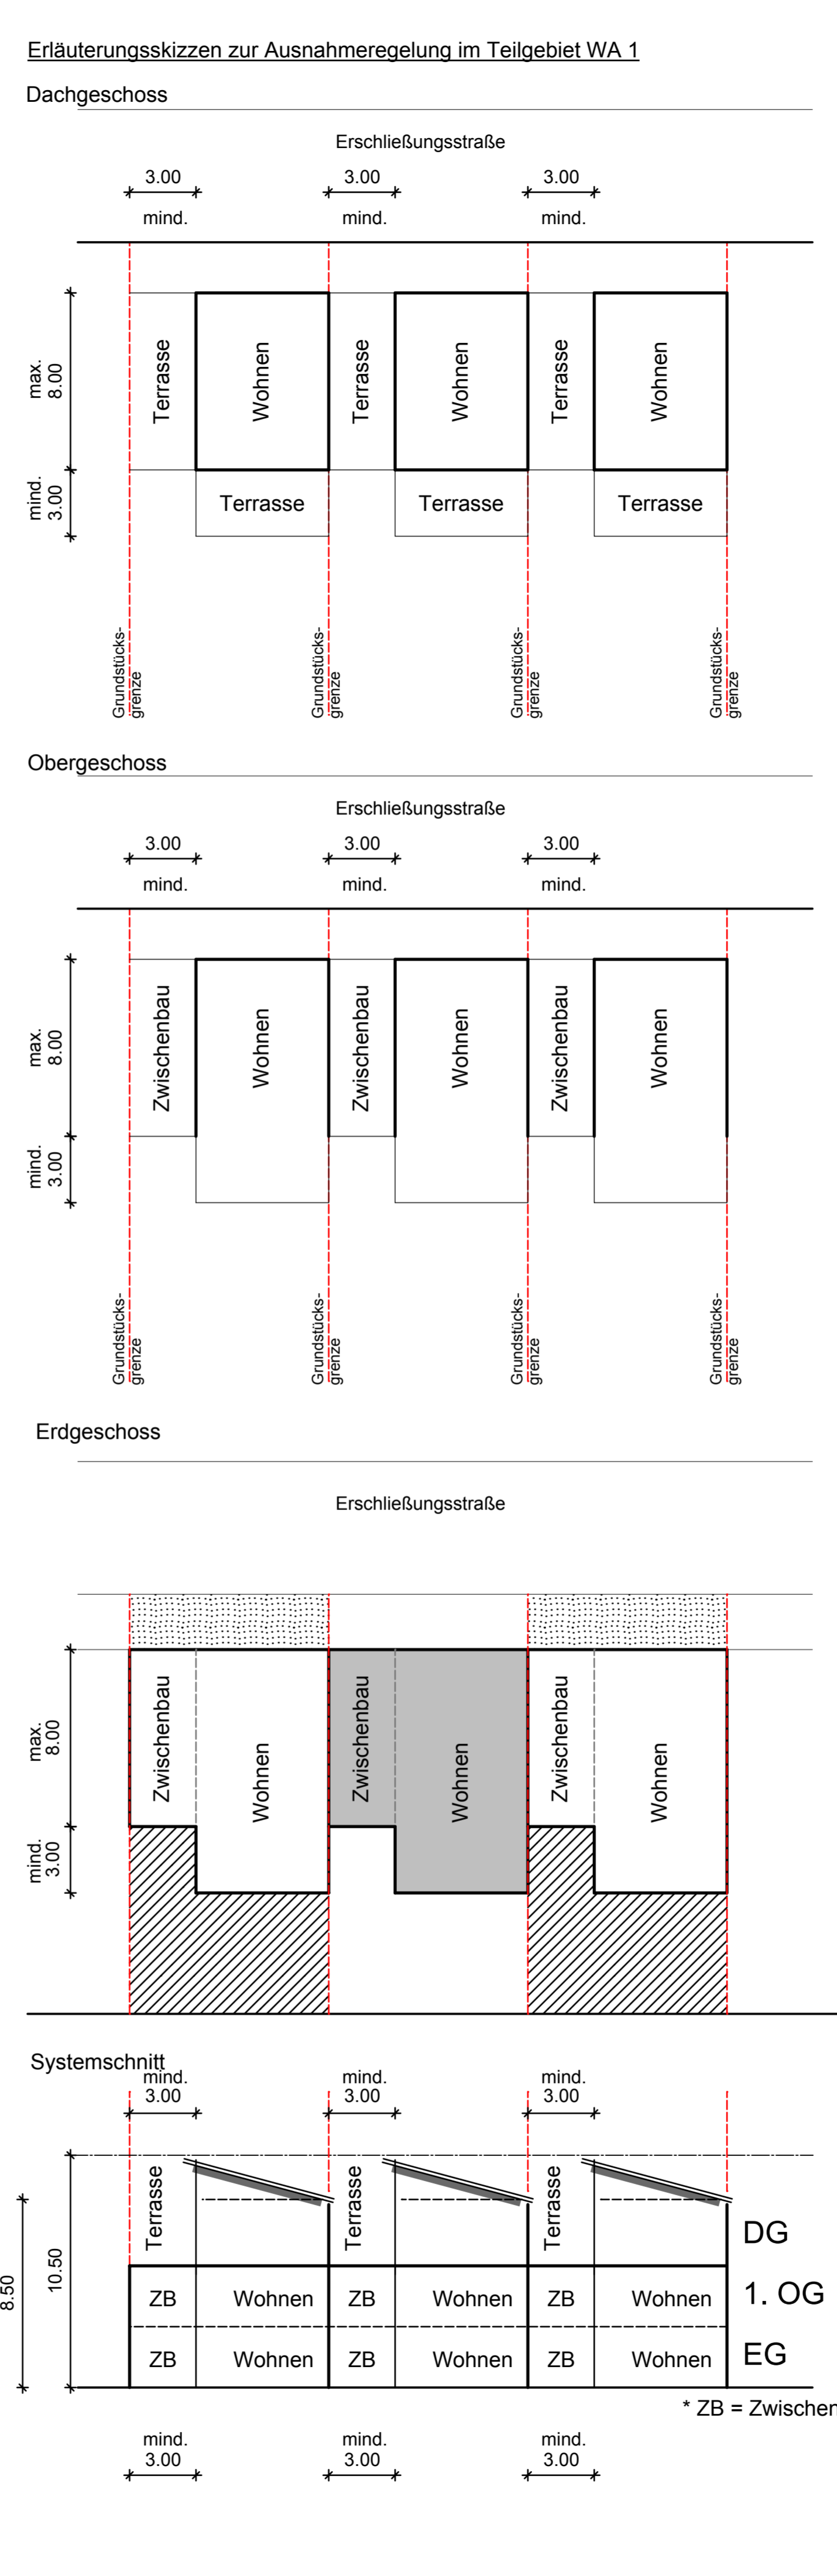 Erläuterungsskizzen zur Ausnahmeregelung im Teilgebiet WA 1
Dachgeschoss
Erschließungsstraße
3.00 3.00 3.00
mind. mind. mind.
max.
8.00
Terrasse Wohnen Terrasse Wohnen Terrasse Wohnen
mind.
3.00
Terrasse Terrasse Terrasse
Grundstücks-
grenze
Grundstücks-
grenze
Grundstücks-
grenze
Grundstücks-
grenze
Obergeschoss
Erschließungsstraße
3.00 3.00 3.00
mind. mind. mind.
max.
8.00
Zwischenbau Wohnen Zwischenbau Wohnen Zwischenbau Wohnen
mind.
3.00
Grundstücks-
grenze
Grundstücks-
grenze
Grundstücks-
grenze
Grundstücks-
grenze
Erdgeschoss
Erschließungsstraße
max.
8.00
Zwischenbau Wohnen Zwischenbau Wohnen Zwischenbau Wohnen
mind.
3.00
Systemschnitt
mind. mind. mind.
3.00 3.00 3.00
Terrasse Terrasse Terrasse
DG
8.50
10.50
ZB Wohnen ZB Wohnen ZB Wohnen 1. OG
ZB Wohnen ZB Wohnen ZB Wohnen EG
* ZB = Zwischen
mind. mind. mind.
3.00 3.00 3.00